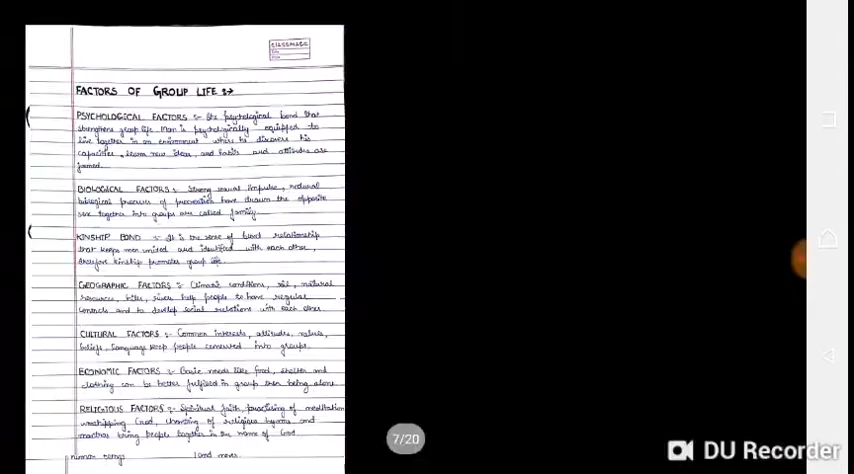 CLASSMATE
FACTORS OF GROUP LIFE :→
PSYCHOLOGICAL FACTORS :- The psychological bond that
strengthens group life. Man is psychologically equipped to
live together in an environment where he discovers his
capacities, learn new ideas, and habits and attitudes are
formed.
BIOLOGICAL FACTORS :- Strong sexual impulse, natural
biological process of procreation have drawn the opposite
sex together into groups are called family.
KINSHIP BOND :- It is the sense of blood relationship
that keeps men united and identified with each other,
therefore kinship promotes group life.
GEOGRAPHIC FACTORS :- Climatic conditions, soil, natural
resources, hills, rivers help people to have regular
contacts and to develop social relations with each other.
CULTURAL FACTORS :- Common interests, attitudes, values,
beliefs, language keep people cemented into groups.
ECONOMIC FACTORS :- Basic needs like food, shelter and
clothing can be better fulfilled in group than being alone.
RELIGIOUS FACTORS :- Spiritual faith, practising of meditation
worshipping God, chanting of religious hymns and
mantras bring people together in the name of God.
human beings
7/20
DU Recorder